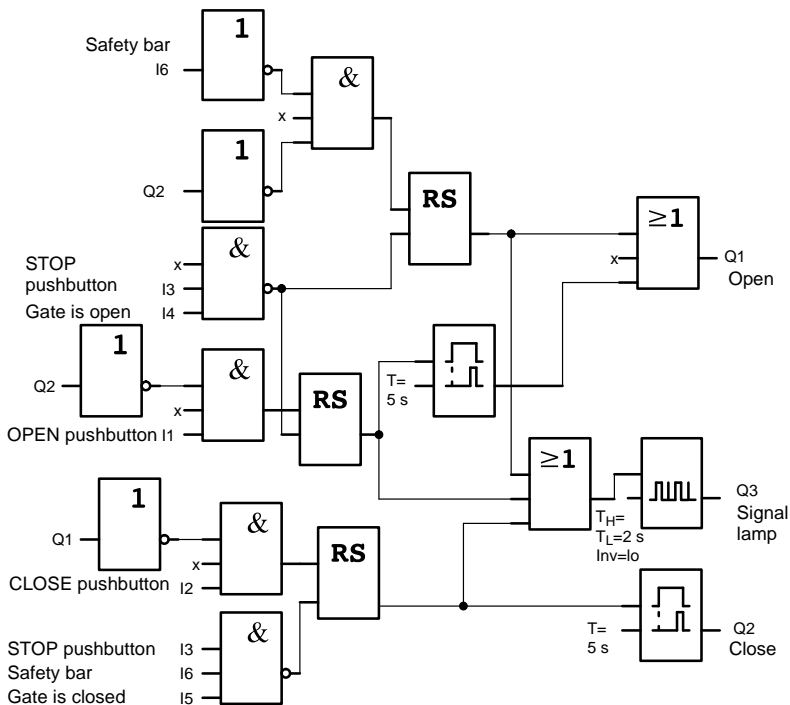 1
Safety bar
I6
&
x
1
Q2
RS
≥1
&
STOP
pushbutton
x
I3
Q1
Open
Gate is open
I4
1
&
T=
5 s
Q2
RS
x
OPEN pushbutton I1
≥1
1
&
Q3
Signal
lamp
TH=
TL=2 s
Inv=lo
Q1
RS
x
CLOSE pushbutton I2
&
T=
5 s
Q2
Close
STOP pushbutton I3
Safety bar I6
Gate is closed I5